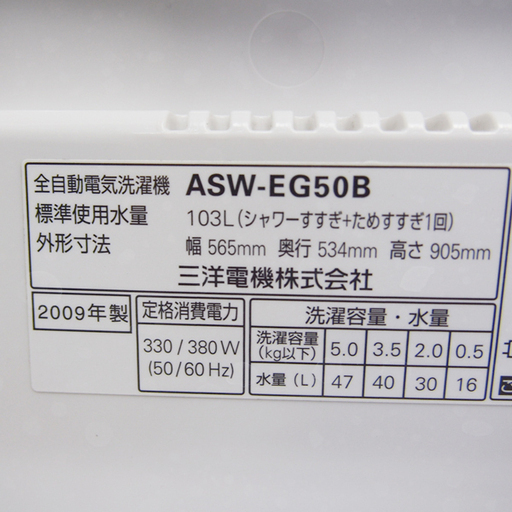 全自動電気洗濯機 ASW-EG50B
標準使用水量 103L(シャワーすすぎ+ためすすぎ1回)
外形寸法 幅 565mm 奥行 534mm 高さ 905mm
三洋電機株式会社
2009年製
定格消費電力
330/380W
(50/60Hz)
洗濯容量・水量
洗濯容量(kg以下) 5.0 3.5 2.0 0.5
水量(L) 47 40 30 16